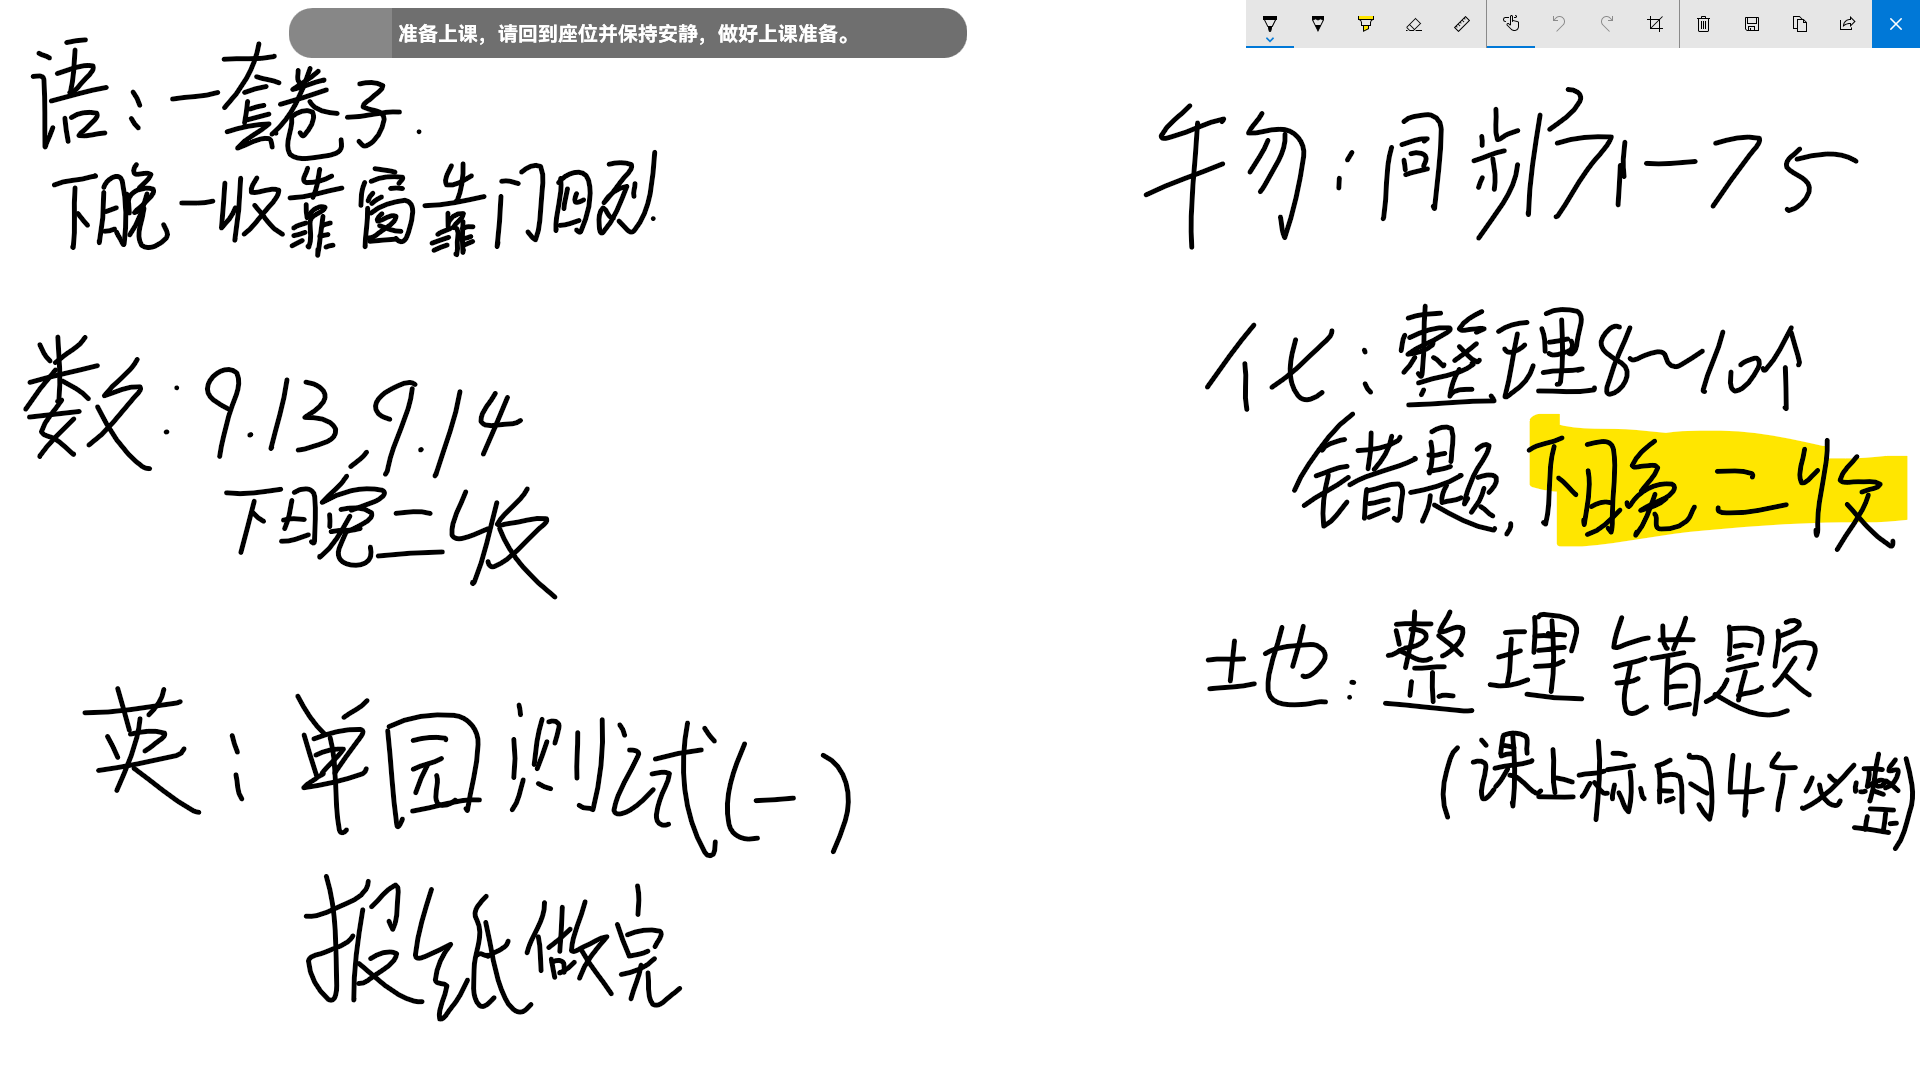 准备上课，请回到座位并保持安静，做好上课准备。
语：一套卷子.
下晚一收靠窗靠门四列.
数：9.13，9.14
下晚二收
英：单园测试(一)
报纸做完
牛勿：同步P71-75
化：整理8~10个
错题，下晚二收
地：整理错题
(课上标的4个必整)